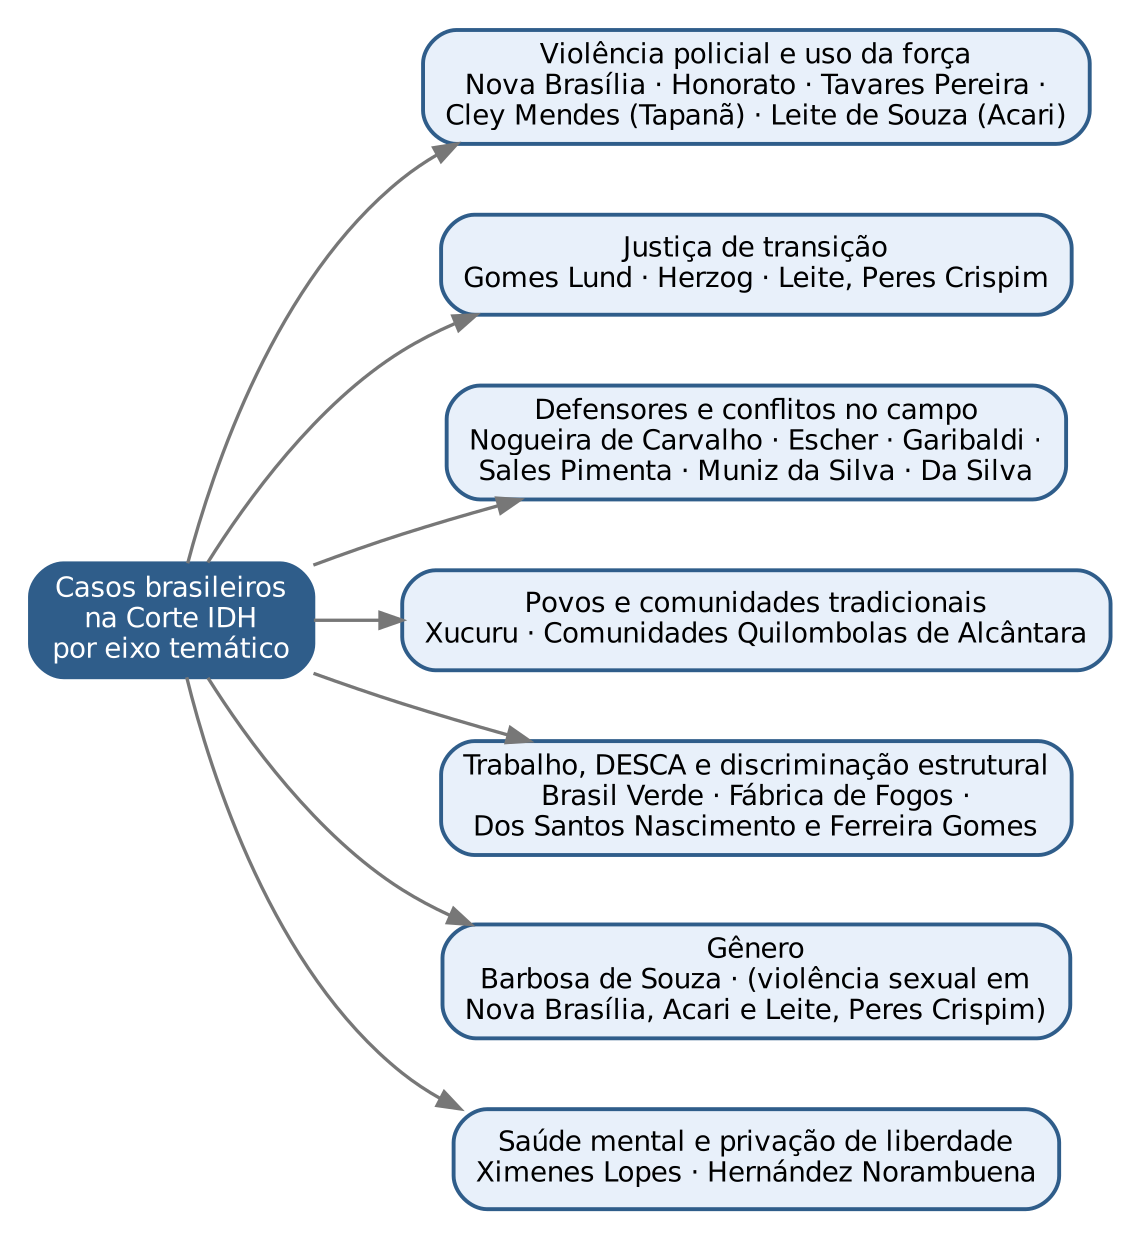 Violência policial e uso da força
Nova Brasília · Honorato · Tavares Pereira ·
Cley Mendes (Tapanã) · Leite de Souza (Acari)
Justiça de transição
Gomes Lund · Herzog · Leite, Peres Crispim
Defensores e conflitos no campo
Nogueira de Carvalho · Escher · Garibaldi ·
Sales Pimenta · Muniz da Silva · Da Silva
Casos brasileiros
na Corte IDH
por eixo temático
Povos e comunidades tradicionais
Xucuru · Comunidades Quilombolas de Alcântara
Trabalho, DESCA e discriminação estrutural
Brasil Verde · Fábrica de Fogos ·
Dos Santos Nascimento e Ferreira Gomes
Gênero
Barbosa de Souza · (violência sexual em
Nova Brasília, Acari e Leite, Peres Crispim)
Saúde mental e privação de liberdade
Ximenes Lopes · Hernández Norambuena